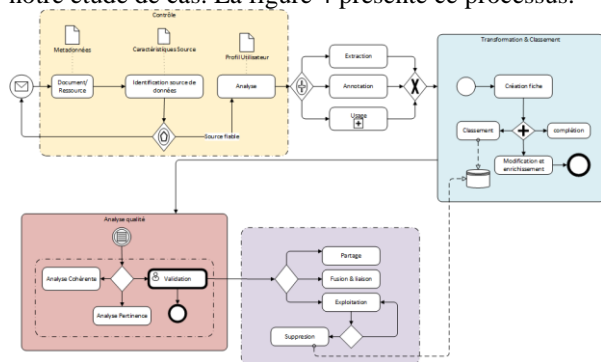 notre étude de cas. La figure 4 présente ce processus.
Contrôle
Metadonnées
Caractéristiques Source
Profil Utilisateur
Document/
Ressource
Identification source de
données
Analyse
Source fiable
Extraction
Annotation
Usage
Transformation & Classement
Création fiche
Classement
complétion
Modification et
enrichissement
Analyse qualité
Analyse Cohérente
Validation
Analyse Pertinence
Partage
Fusion & liaison
Exploitation
Suppresion